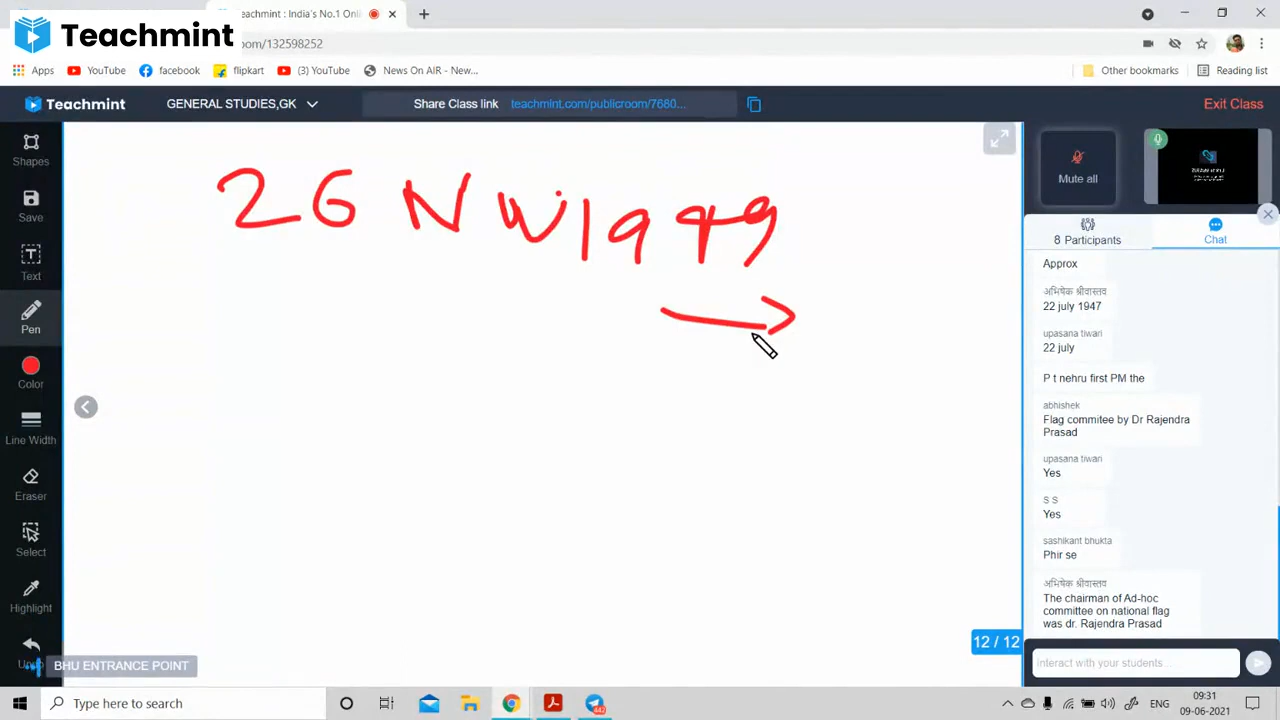 Teachmint
Teachmint : India's No.1 Onli
oom/132598252
Apps
YouTube
facebook
flipkart
(3) YouTube
News On AIR - New...
Other bookmarks
Reading list
Teachmint
GENERAL STUDIES,GK
Share Class link
teachmint.com/publicroom/7680...
Exit Class
Shapes
Save
Text
Pen
Color
Line Width
Eraser
Select
Highlight
Undo
26 Nov 1949
12 / 12
BHU ENTRANCE POINT
Mute all
8 Participants
Chat
Approx
अभिषेक श्रीवास्तव
22 july 1947
upasana tiwari
22 july
P t nehru first PM the
abhishek
Flag commitee by Dr Rajendra
Prasad
upasana tiwari
Yes
S S
Yes
sashikant bhukta
Phir se
अभिषेक श्रीवास्तव
The chairman of Ad-hoc
committee on national flag
was dr. Rajendra Prasad
Interact with your students ...
Type here to search
442
ENG
09:31
09-06-2021